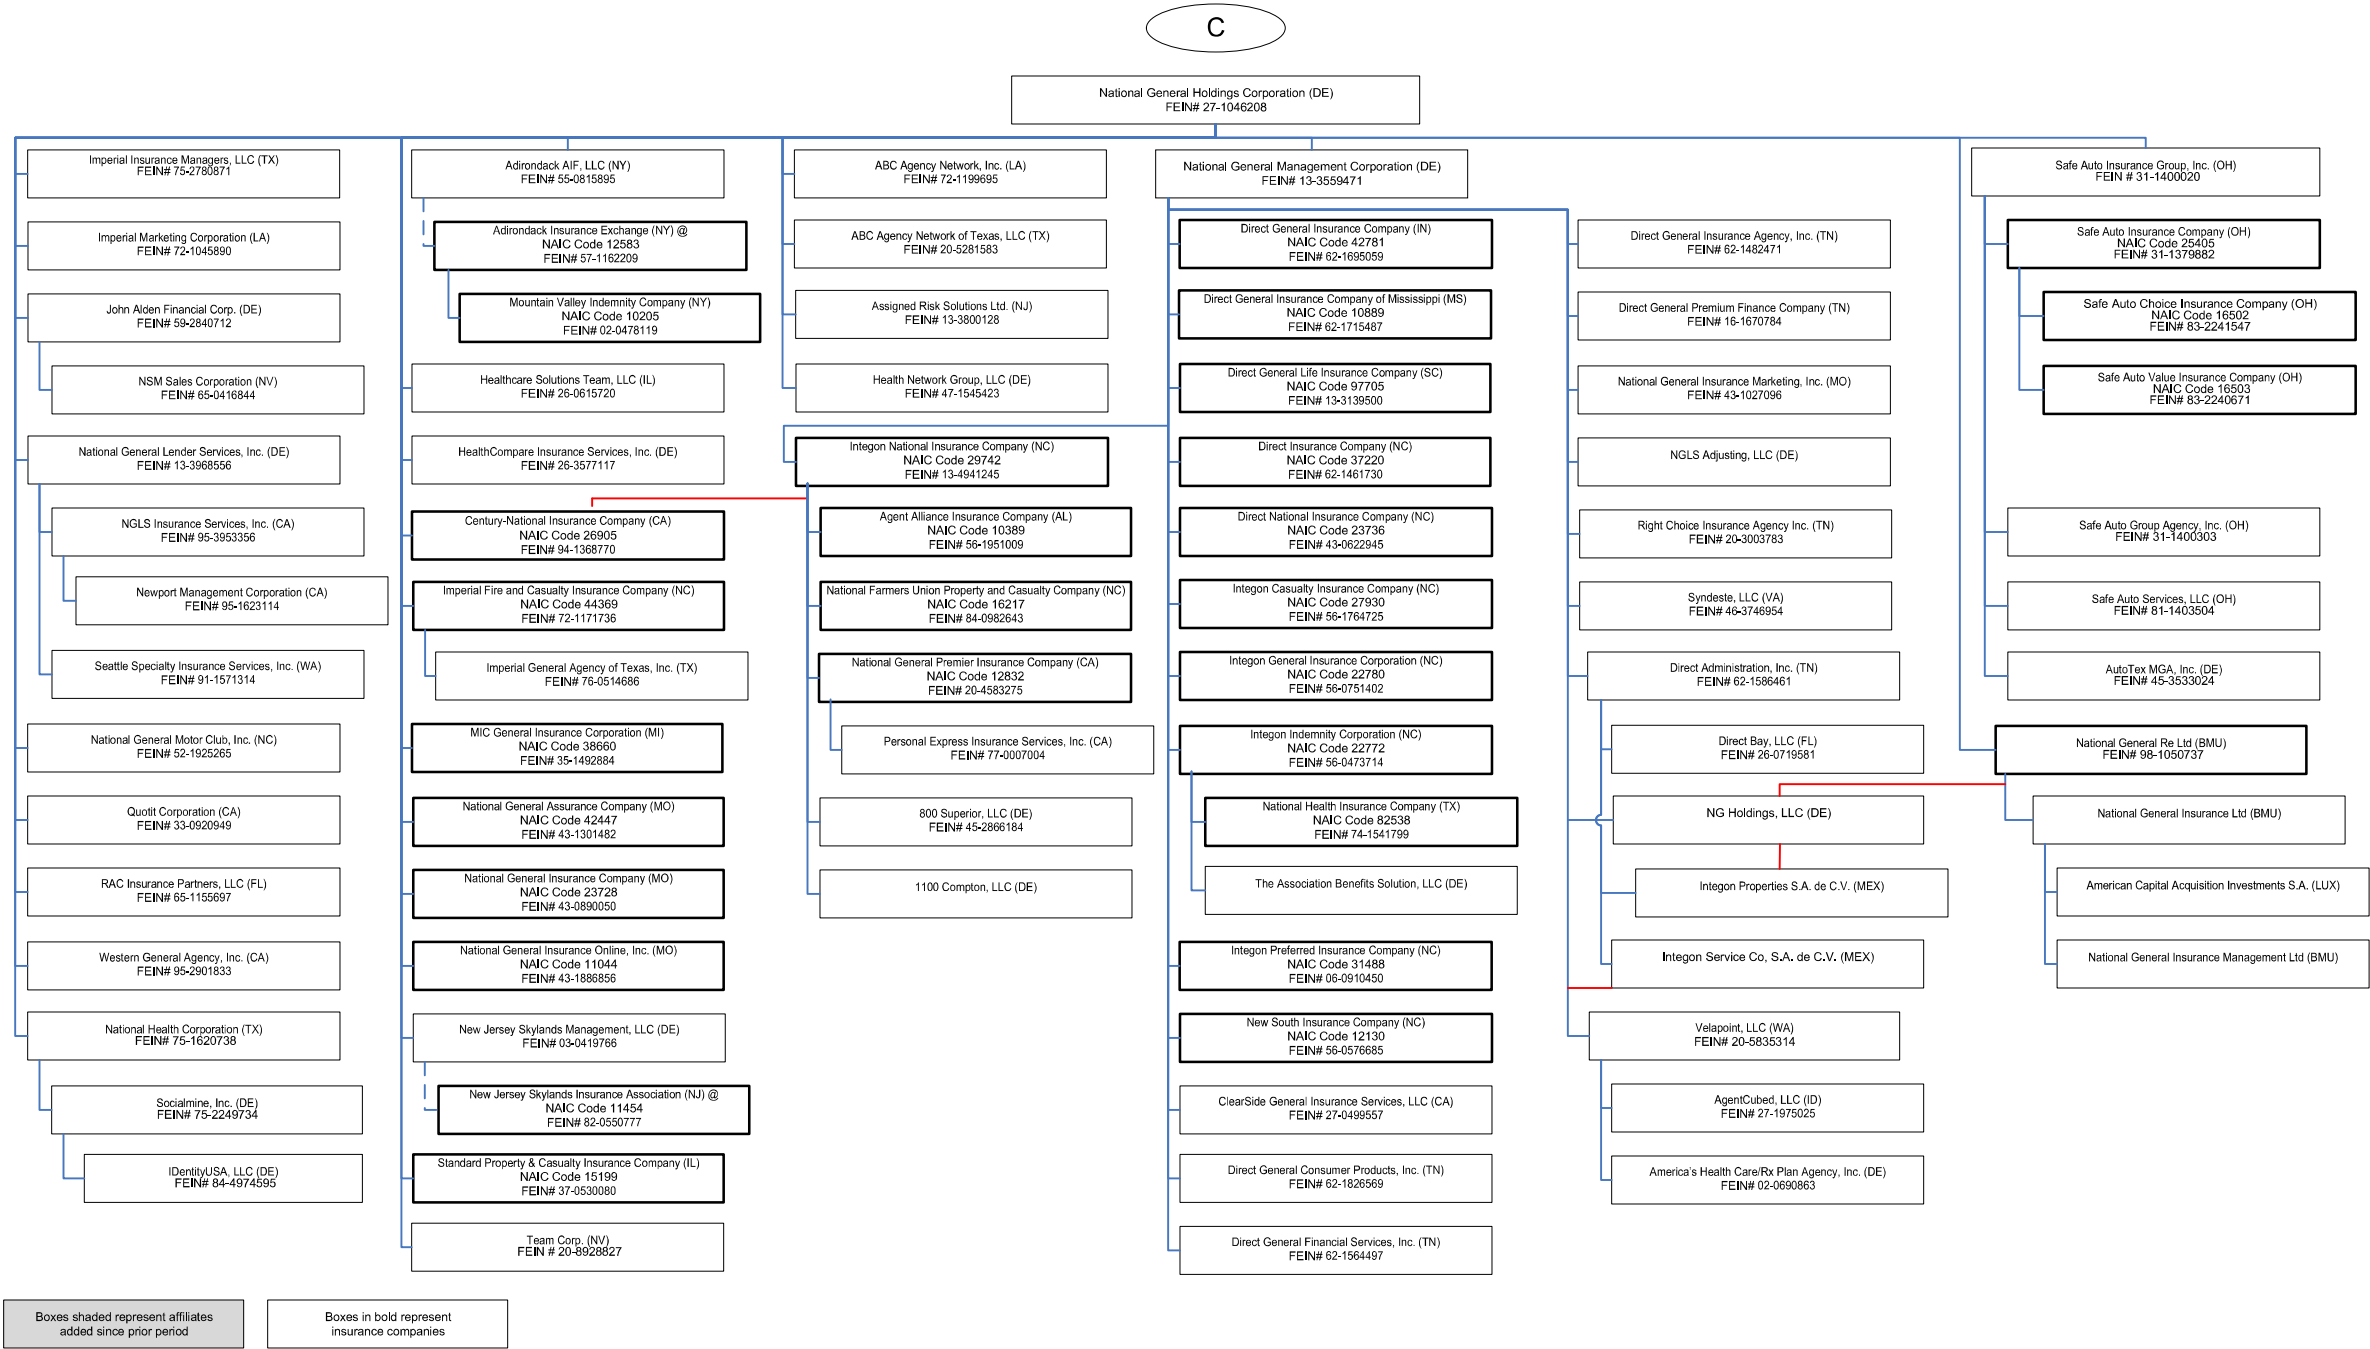 C
National General Holdings Corporation (DE)
FEIN# 27-1046208
Imperial Insurance Managers, LLC (TX)
FEIN# 75-2780871
Imperial Marketing Corporation (LA)
FEIN# 72-1045890
John Alden Financial Corp. (DE)
FEIN# 59-2840712
NSM Sales Corporation (NV)
FEIN# 65-0416844
National General Lender Services, Inc. (DE)
FEIN# 13-3968556
NGLS Insurance Services, Inc. (CA)
FEIN# 95-3953356
Newport Management Corporation (CA)
FEIN# 95-1623114
Seattle Specialty Insurance Services, Inc. (WA)
FEIN# 91-1571314
National General Motor Club, Inc. (NC)
FEIN# 52-1925265
Quotit Corporation (CA)
FEIN# 33-0920949
RAC Insurance Partners, LLC (FL)
FEIN# 65-1155697
Western General Agency, Inc. (CA)
FEIN# 95-2901833
National Health Corporation (TX)
FEIN# 75-1620738
Socialmine, Inc. (DE)
FEIN# 75-2249734
IDentityUSA, LLC (DE)
FEIN# 84-4974595
Adirondack AIF, LLC (NY)
FEIN# 55-0815895
Adirondack Insurance Exchange (NY) @
NAIC Code 12583
FEIN# 57-1162209
Mountain Valley Indemnity Company (NY)
NAIC Code 10205
FEIN# 02-0478119
Healthcare Solutions Team, LLC (IL)
FEIN# 26-0615720
HealthCompare Insurance Services, Inc. (DE)
FEIN# 26-3577117
Century-National Insurance Company (CA)
NAIC Code 26905
FEIN# 94-1368770
Imperial Fire and Casualty Insurance Company (NC)
NAIC Code 44369
FEIN# 72-1171736
Imperial General Agency of Texas, Inc. (TX)
FEIN# 76-0514686
MIC General Insurance Corporation (MI)
NAIC Code 38660
FEIN# 35-1492884
National General Assurance Company (MO)
NAIC Code 42447
FEIN# 43-1301482
National General Insurance Company (MO)
NAIC Code 23728
FEIN# 43-0890050
National General Insurance Online, Inc. (MO)
NAIC Code 11044
FEIN# 43-1886856
New Jersey Skylands Management, LLC (DE)
FEIN# 03-0419766
New Jersey Skylands Insurance Association (NJ) @
NAIC Code 11454
FEIN# 82-0550777
Standard Property & Casualty Insurance Company (IL)
NAIC Code 15199
FEIN# 37-0530080
Team Corp. (NV)
FEIN # 20-8928827
ABC Agency Network, Inc. (LA)
FEIN# 72-1199695
ABC Agency Network of Texas, LLC (TX)
FEIN# 20-5281583
Assigned Risk Solutions Ltd. (NJ)
FEIN# 13-3800128
Health Network Group, LLC (DE)
FEIN# 47-1545423
Integon National Insurance Company (NC)
NAIC Code 29742
FEIN# 13-4941245
Agent Alliance Insurance Company (AL)
NAIC Code 10389
FEIN# 56-1951009
National Farmers Union Property and Casualty Company (NC)
NAIC Code 16217
FEIN# 84-0982643
National General Premier Insurance Company (CA)
NAIC Code 12832
FEIN# 20-4583275
Personal Express Insurance Services, Inc. (CA)
FEIN# 77-0007004
800 Superior, LLC (DE)
FEIN# 45-2866184
1100 Compton, LLC (DE)
National General Management Corporation (DE)
FEIN# 13-3559471
Direct General Insurance Company (IN)
NAIC Code 42781
FEIN# 62-1695059
Direct General Insurance Company of Mississippi (MS)
NAIC Code 10889
FEIN# 62-1715487
Direct General Life Insurance Company (SC)
NAIC Code 97705
FEIN# 13-3139500
Direct Insurance Company (NC)
NAIC Code 37220
FEIN# 62-1461730
Direct National Insurance Company (NC)
NAIC Code 23736
FEIN# 43-0622945
Integon Casualty Insurance Company (NC)
NAIC Code 27930
FEIN# 56-1764725
Integon General Insurance Corporation (NC)
NAIC Code 22780
FEIN# 56-0751402
Integon Indemnity Corporation (NC)
NAIC Code 22772
FEIN# 56-0473714
National Health Insurance Company (TX)
NAIC Code 82538
FEIN# 74-1541799
The Association Benefits Solution, LLC (DE)
Integon Preferred Insurance Company (NC)
NAIC Code 31488
FEIN# 06-0910450
New South Insurance Company (NC)
NAIC Code 12130
FEIN# 56-0576685
ClearSide General Insurance Services, LLC (CA)
FEIN# 27-0499557
Direct General Consumer Products, Inc. (TN)
FEIN# 62-1826569
Direct General Financial Services, Inc. (TN)
FEIN# 62-1564497
Direct General Insurance Agency, Inc. (TN)
FEIN# 62-1482471
Direct General Premium Finance Company (TN)
FEIN# 16-1670784
National General Insurance Marketing, Inc. (MO)
FEIN# 43-1027096
NGLS Adjusting, LLC (DE)
Right Choice Insurance Agency Inc. (TN)
FEIN# 20-3003783
Syndeste, LLC (VA)
FEIN# 46-3746954
Direct Administration, Inc. (TN)
FEIN# 62-1586461
Direct Bay, LLC (FL)
FEIN# 26-0719581
NG Holdings, LLC (DE)
Integon Properties S.A. de C.V. (MEX)
Integon Service Co, S.A. de C.V. (MEX)
Velapoint, LLC (WA)
FEIN# 20-5835314
AgentCubed, LLC (ID)
FEIN# 27-1975025
America's Health Care/Rx Plan Agency, Inc. (DE)
FEIN# 02-0690863
Safe Auto Insurance Group, Inc. (OH)
FEIN # 31-1400020
Safe Auto Insurance Company (OH)
NAIC Code 25405
FEIN# 31-1379882
Safe Auto Choice Insurance Company (OH)
NAIC Code 16502
FEIN# 83-2241547
Safe Auto Value Insurance Company (OH)
NAIC Code 16503
FEIN# 83-2240671
Safe Auto Group Agency, Inc. (OH)
FEIN# 31-1400303
Safe Auto Services, LLC (OH)
FEIN# 81-1403504
AutoTex MGA, Inc. (DE)
FEIN# 45-3533024
National General Re Ltd (BMU)
FEIN# 98-1050737
National General Insurance Ltd (BMU)
American Capital Acquisition Investments S.A. (LUX)
National General Insurance Management Ltd (BMU)
Boxes shaded represent affiliates
added since prior period
Boxes in bold represent
insurance companies